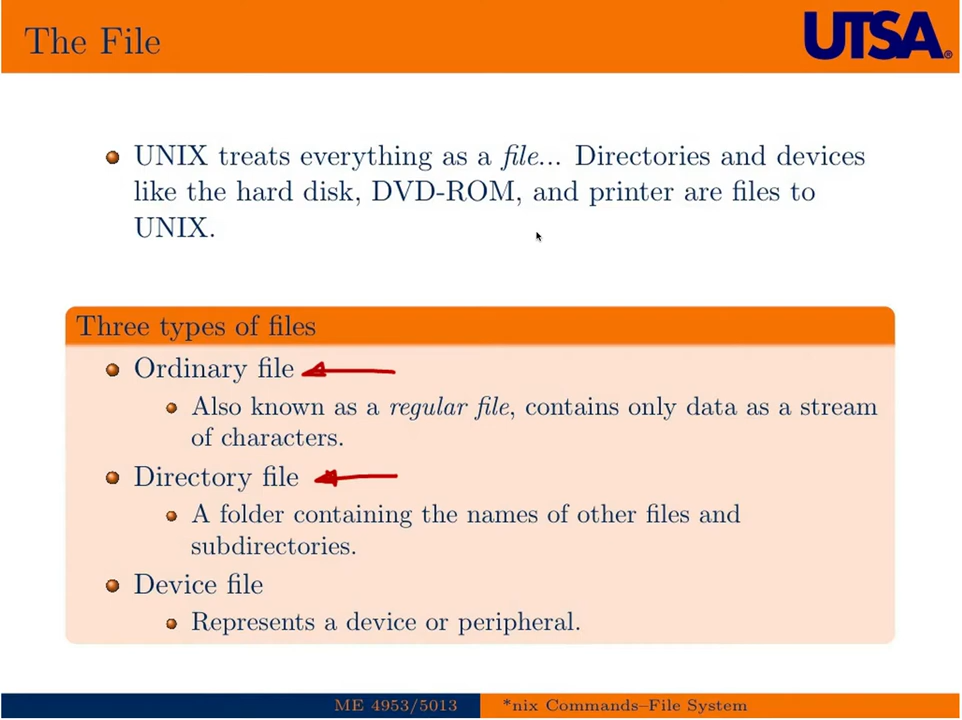 The File
UTSA®
UNIX treats everything as a file... Directories and devices
like the hard disk, DVD-ROM, and printer are files to
UNIX.
Three types of files
Ordinary file
Also known as a regular file, contains only data as a stream
of characters.
Directory file
A folder containing the names of other files and
subdirectories.
Device file
Represents a device or peripheral.
ME 4953/5013
*nix Commands–File System